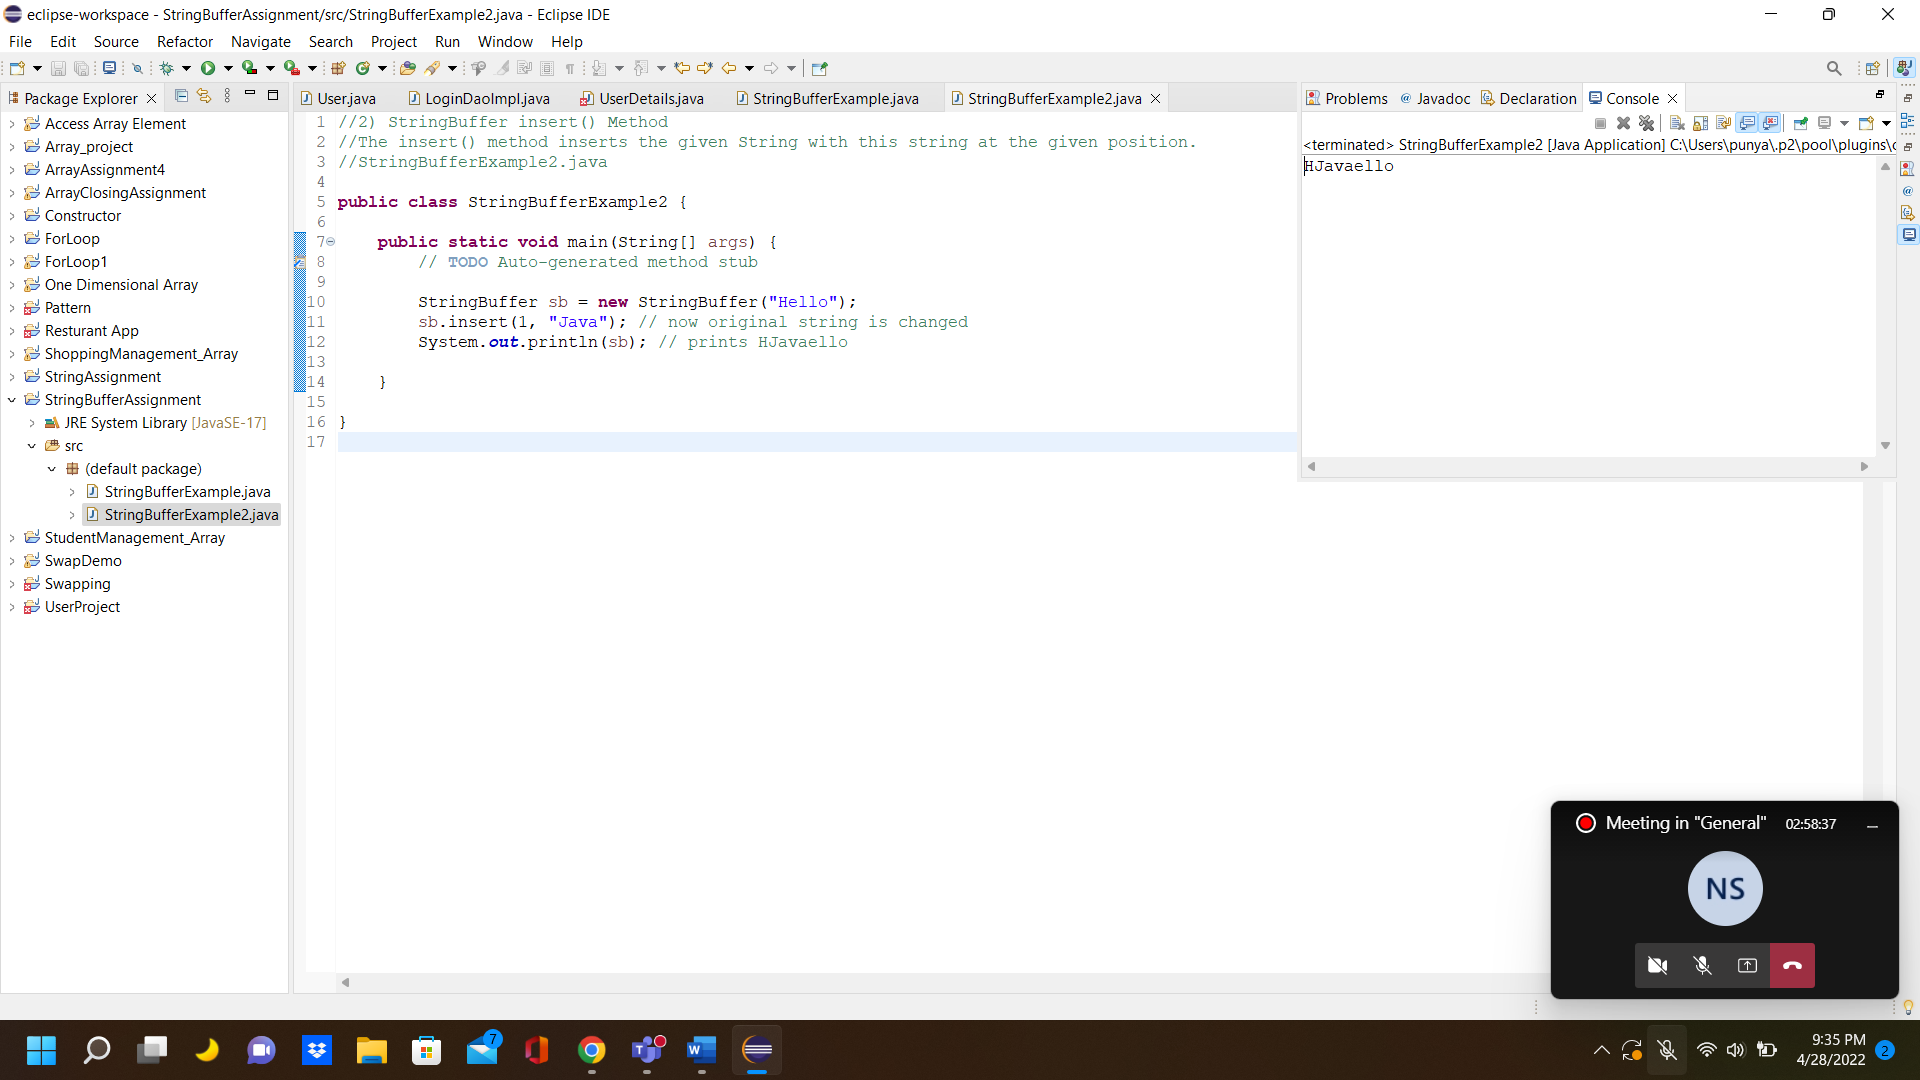 eclipse-workspace - StringBufferAssignment/src/StringBufferExample2.java - Eclipse IDE
File Edit Source Refactor Navigate Search Project Run Window Help
Package Explorer
Access Array Element
Array_project
ArrayAssignment4
ArrayClosingAssignment
Constructor
ForLoop
ForLoop1
One Dimensional Array
Pattern
Resturant App
ShoppingManagement_Array
StringAssignment
StringBufferAssignment
JRE System Library [JavaSE-17]
src
(default package)
StringBufferExample.java
StringBufferExample2.java
StudentManagement_Array
SwapDemo
Swapping
UserProject
User.java LoginDaoImpl.java UserDetails.java StringBufferExample.java StringBufferExample2.java
1 //2) StringBuffer insert() Method
2 //The insert() method inserts the given String with this string at the given position.
3 //StringBufferExample2.java
4
5 public class StringBufferExample2 {
6
7 public static void main(String[] args) {
8 // TODO Auto-generated method stub
9
10 StringBuffer sb = new StringBuffer("Hello");
11 sb.insert(1, "Java"); // now original string is changed
12 System.out.println(sb); // prints HJavaello
13
14 }
15
16 }
17
Problems @ Javadoc Declaration Console
<terminated> StringBufferExample2 [Java Application] C:\Users\punya\.p2\pool\plugins\
HJavaello
Meeting in "General" 02:58:37
NS
7
9:35 PM
4/28/2022
2